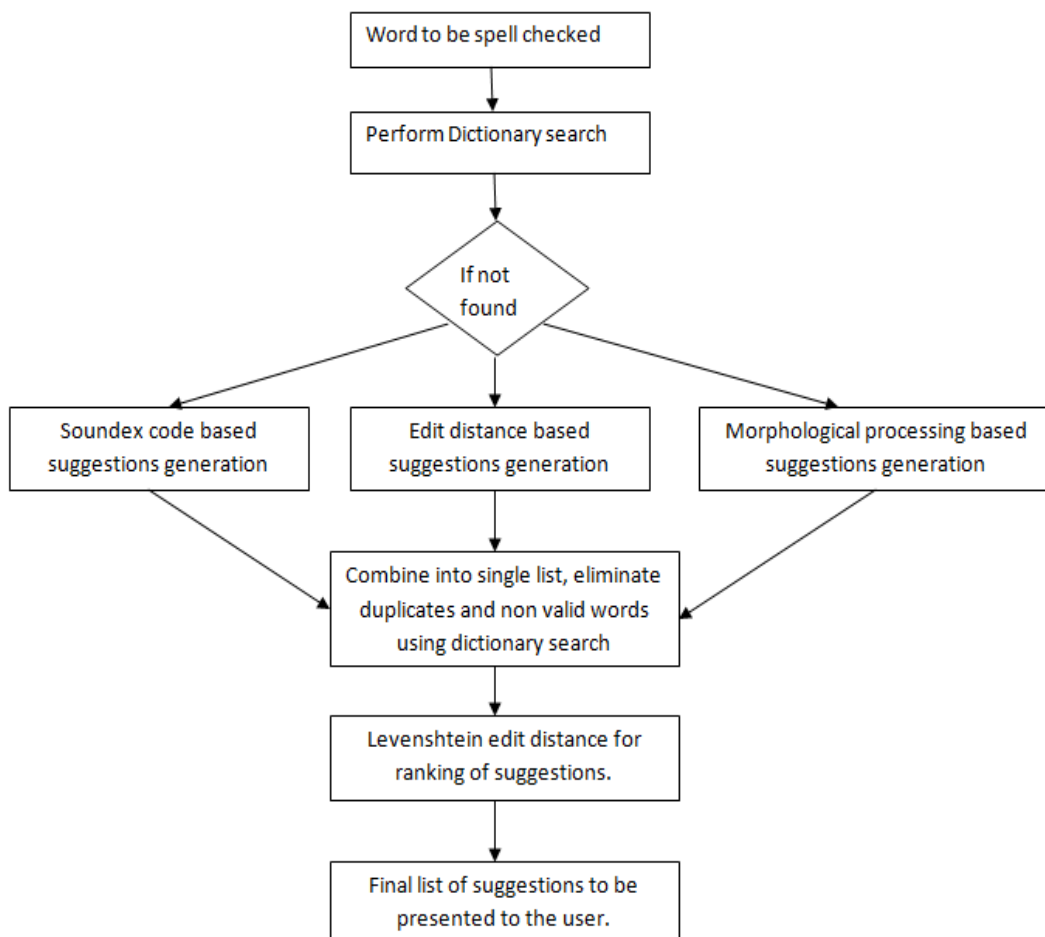 Word to be spell checked
Perform Dictionary search
If not
found
Soundex code based
suggestions generation
Edit distance based
suggestions generation
Morphological processing based
suggestions generation
Combine into single list, eliminate
duplicates and non valid words
using dictionary search
Levenshtein edit distance for
ranking of suggestions.
Final list of suggestions to be
presented to the user.